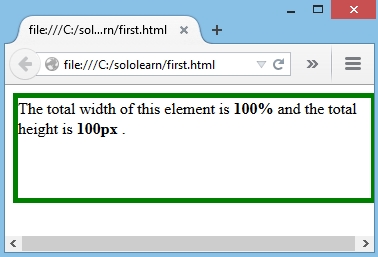 file:///C:/solo...rn/first.html
file:///C:/sololearn/first.html
The total width of this element is 100% and the total
height is 100px .